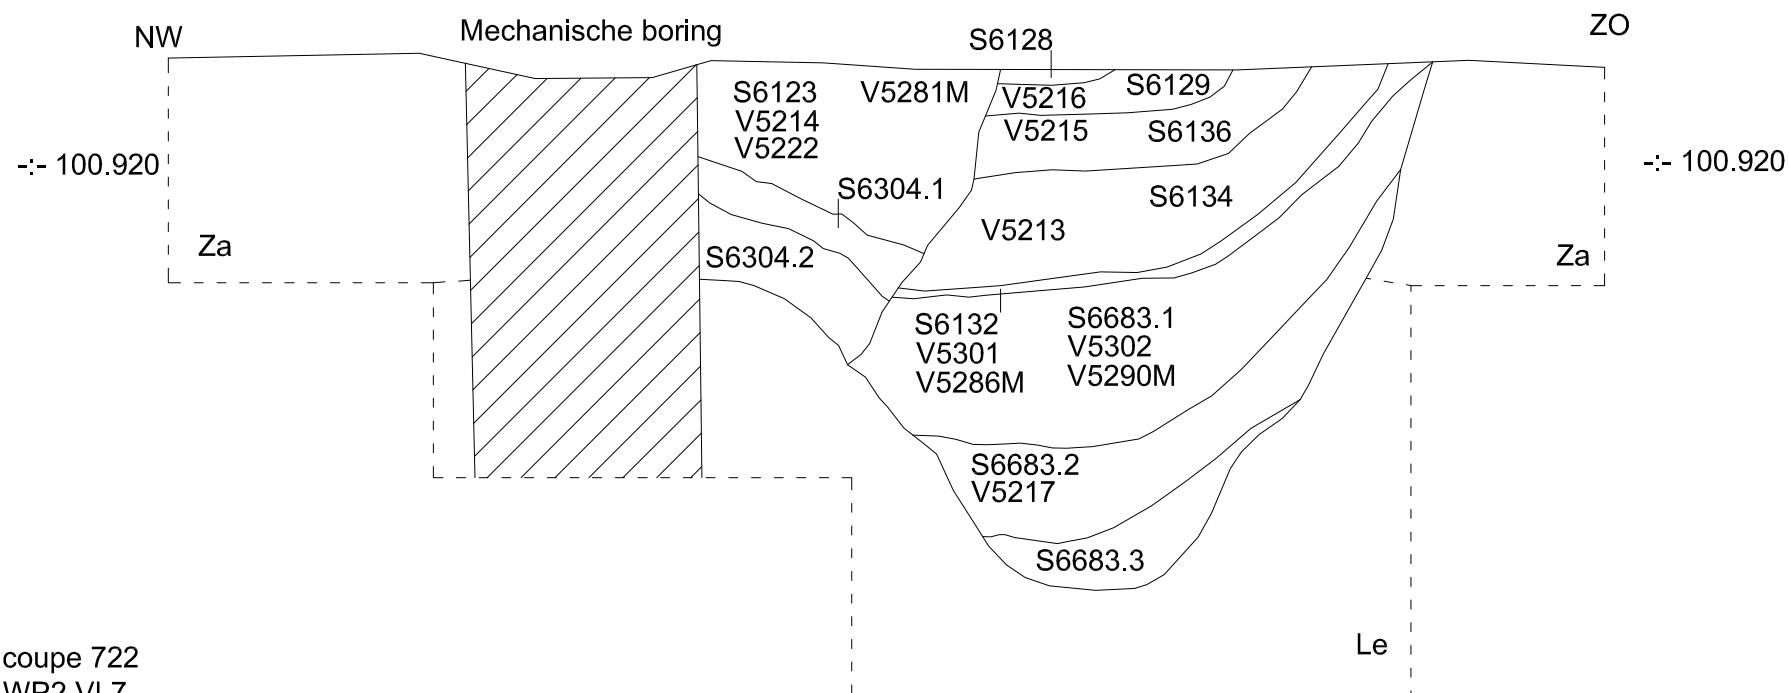 NW
Mechanische boring
S6128
ZO
S6123
V5214
V5222
V5281M
V5216
S6129
V5215
S6136
-:- 100.920
-:- 100.920
S6304.1
S6134
V5213
Za
S6304.2
Za
S6132
V5301
V5286M
S6683.1
V5302
V5290M
S6683.2
V5217
S6683.3
Le
coupe 722
WP2 VL7